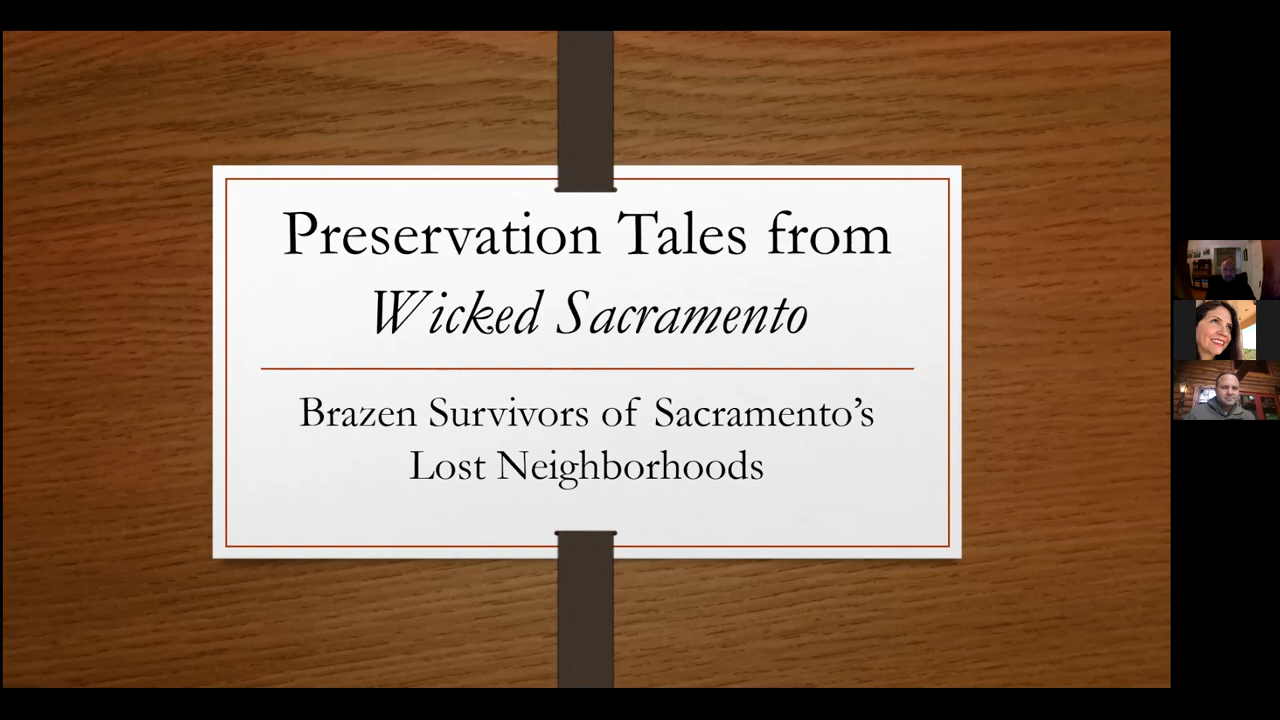 Preservation Tales from
Wicked Sacramento
Brazen Survivors of Sacramento’s
Lost Neighborhoods